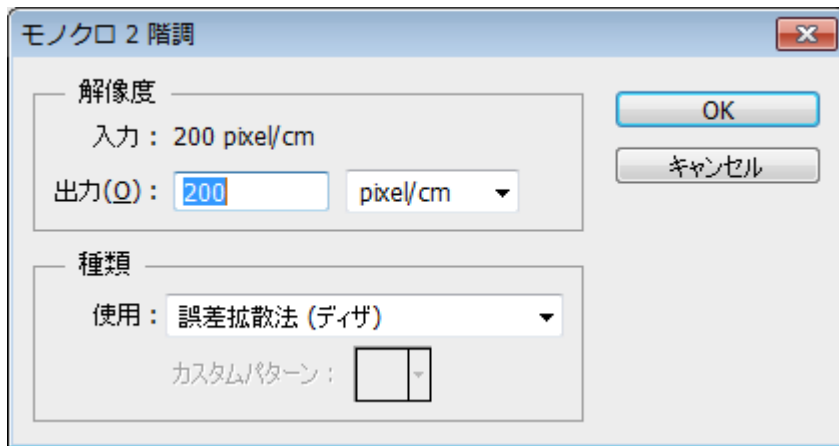 モノクロ 2 階調
解像度
入力： 200 pixel/cm
出力(O)： 200 pixel/cm
種類
使用： 誤差拡散法 (ディザ)
カスタムパターン：
OK
キャンセル